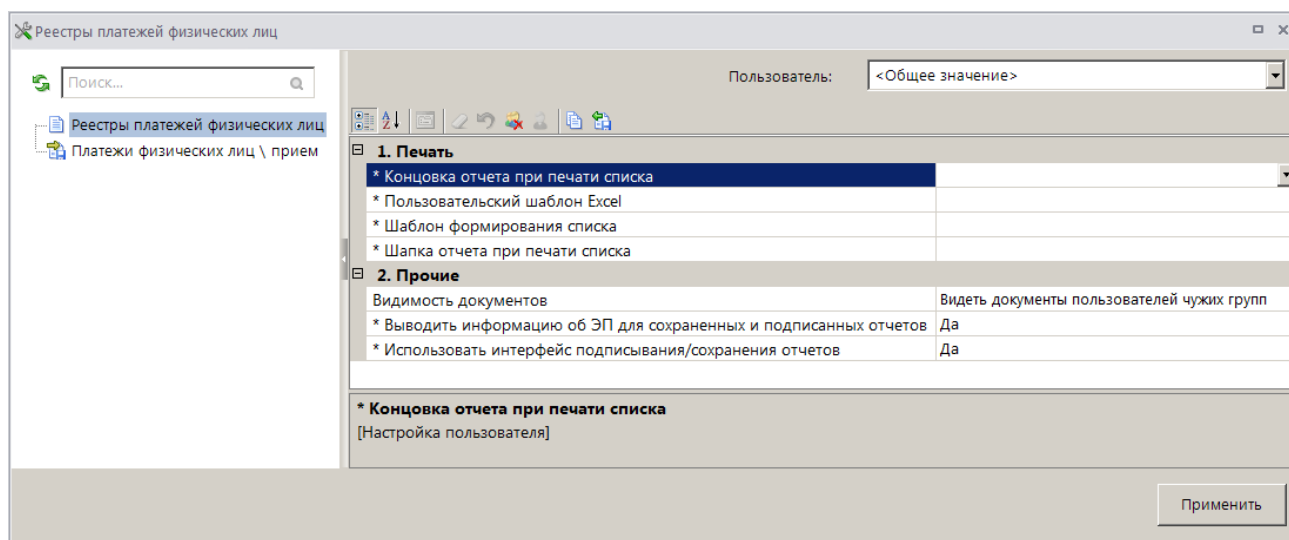 Реестры платежей физических лиц
Поиск...
Пользователь: <Общее значение>
Реестры платежей физических лиц
Платежи физических лиц \ прием
1. Печать
* Концовка отчета при печати списка
* Пользовательский шаблон Excel
* Шаблон формирования списка
* Шапка отчета при печати списка
2. Прочие
Видимость документов Видеть документы пользователей чужих групп
* Выводить информацию об ЭП для сохраненных и подписанных отчетов Да
* Использовать интерфейс подписывания/сохранения отчетов Да
* Концовка отчета при печати списка
[Настройка пользователя]
Применить